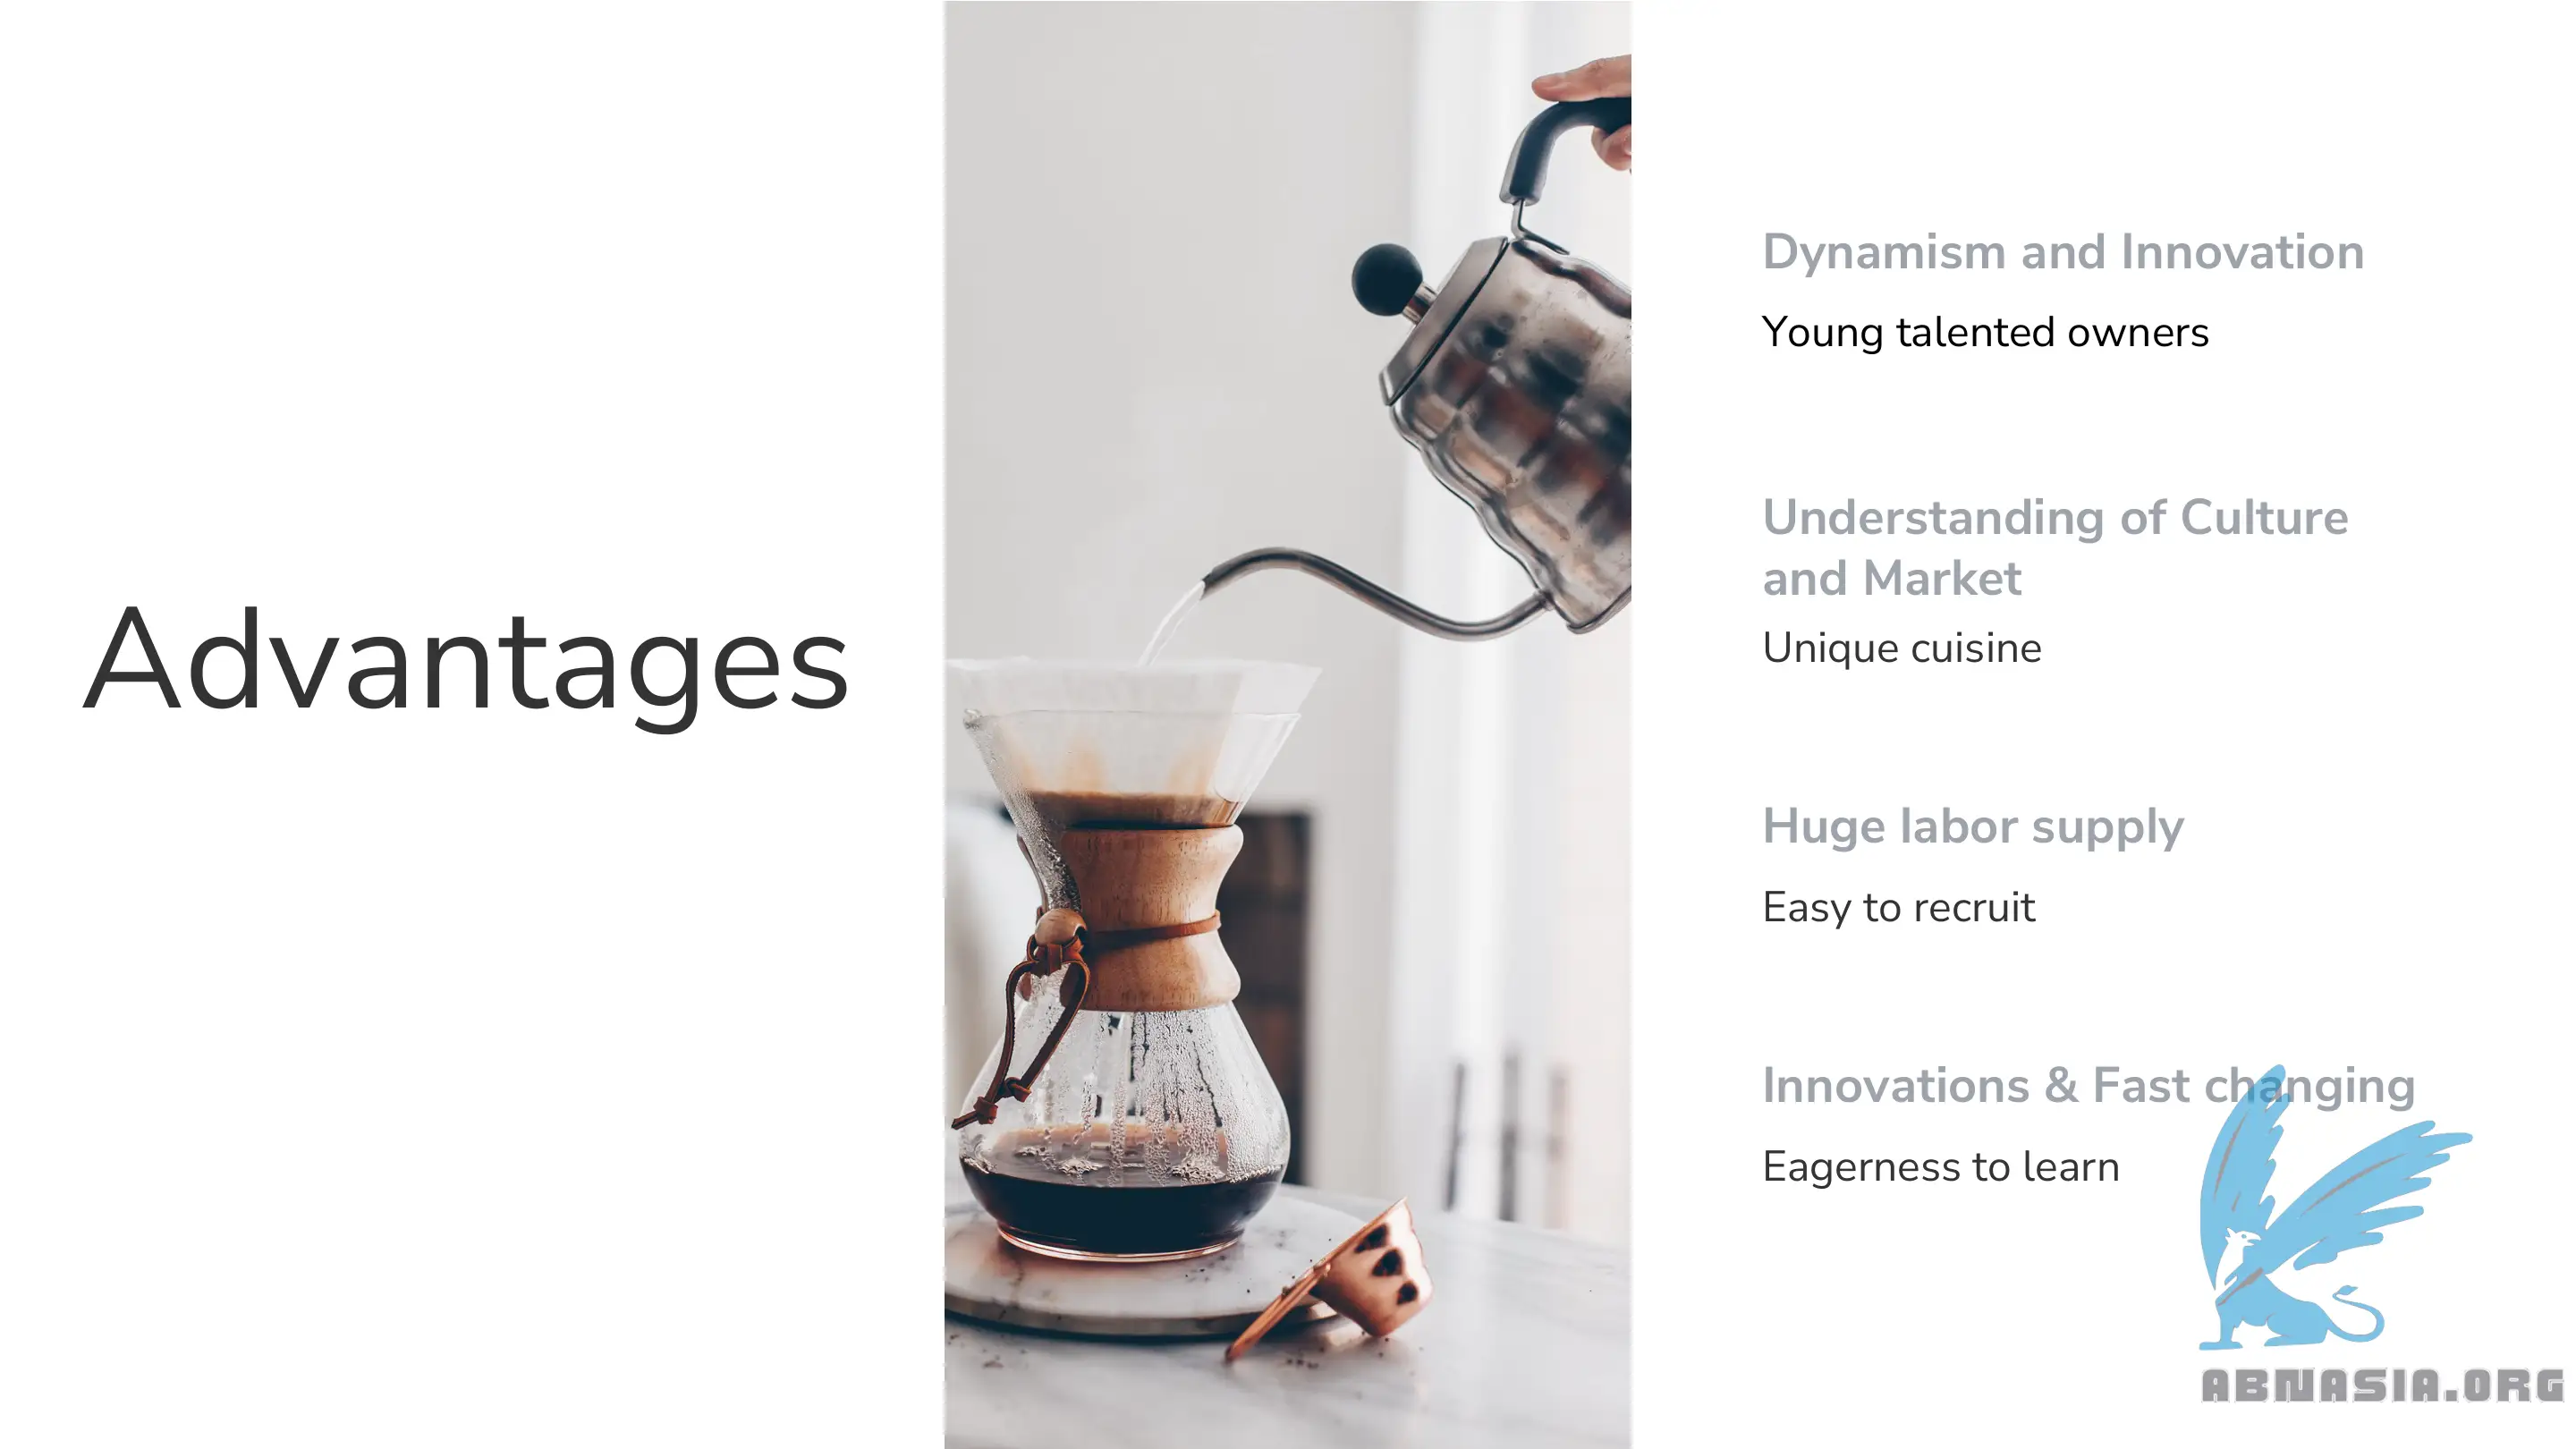 Advantages
Dynamism and Innovation
Young talented owners
Understanding of Culture
and Market
Unique cuisine
Huge labor supply
Easy to recruit
Innovations & Fast changing
Eagerness to learn
ABNASIA.ORG